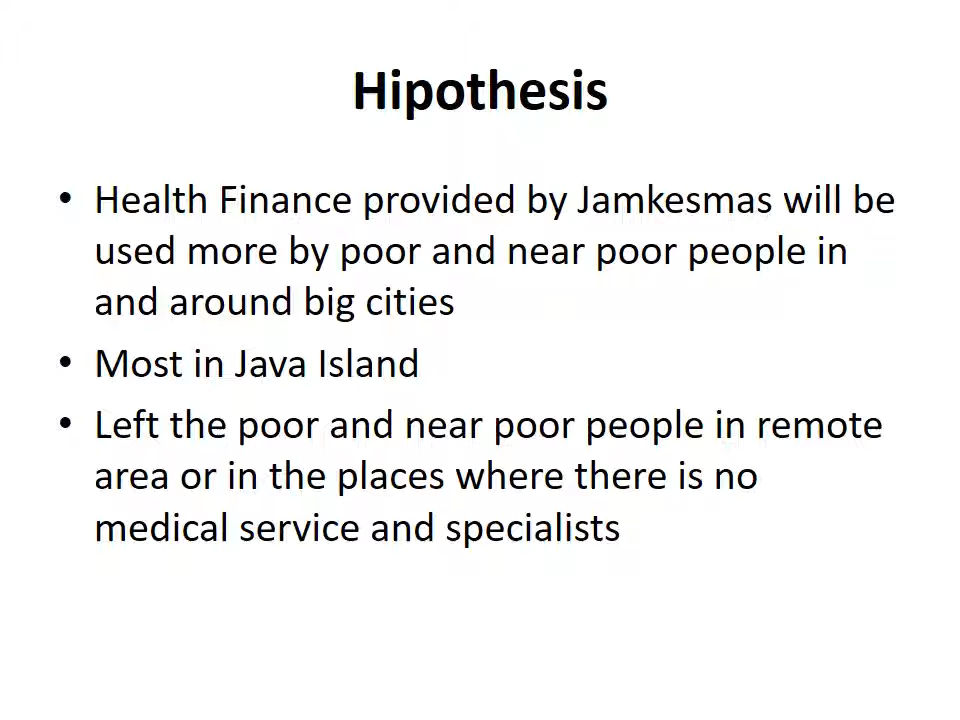 Hipothesis
• Health Finance provided by Jamkesmas will be
used more by poor and near poor people in
and around big cities
• Most in Java Island
• Left the poor and near poor people in remote
area or in the places where there is no
medical service and specialists